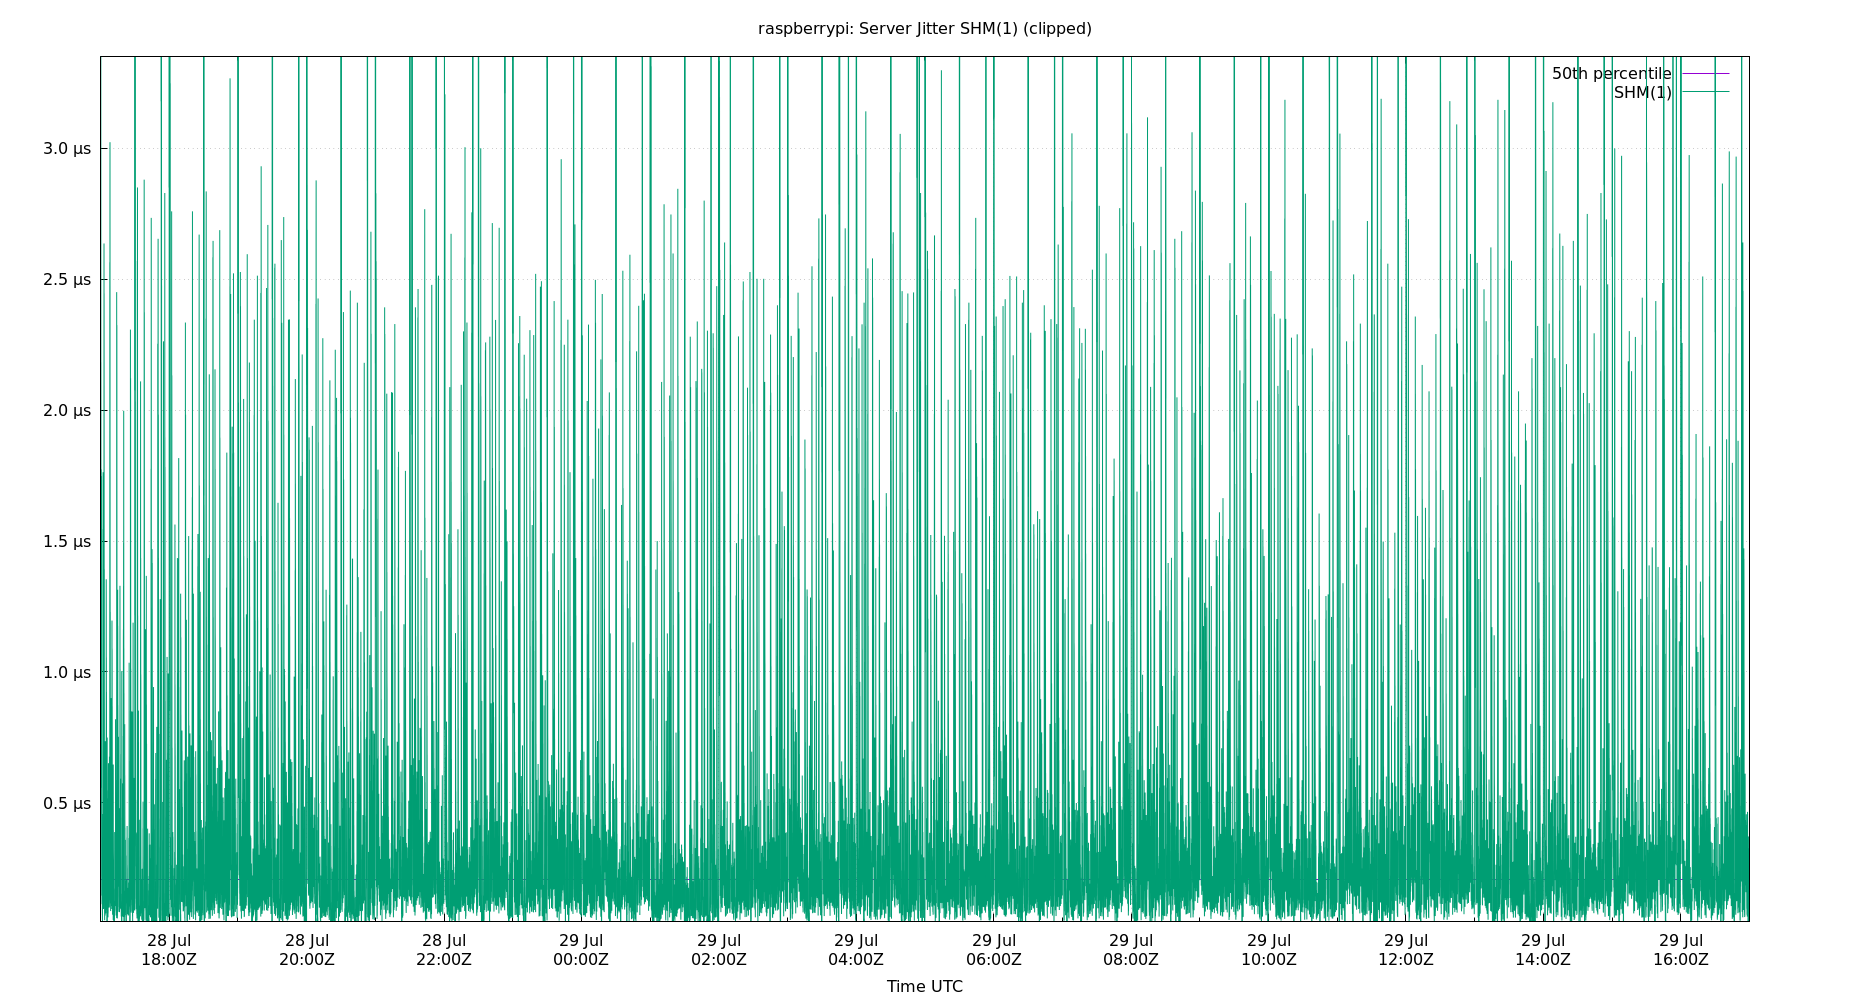 raspberrypi: Server Jitter SHM(1) (clipped)
50th percentile
SHM(1)
3.0 µs
2.5 µs
2.0 µs
1.5 µs
1.0 µs
0.5 µs
28 Jul 28 Jul 28 Jul 29 Jul 29 Jul 29 Jul 29 Jul 29 Jul 29 Jul 29 Jul 29 Jul 29 Jul
18:00Z 20:00Z 22:00Z 00:00Z 02:00Z 04:00Z 06:00Z 08:00Z 10:00Z 12:00Z 14:00Z 16:00Z
Time UTC